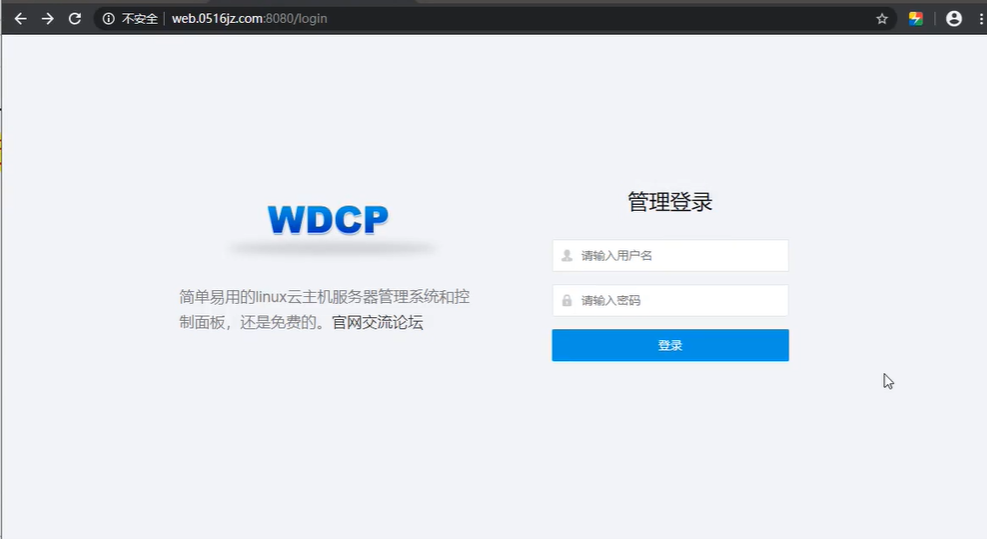 不安全 web.0516jz.com:8080/login
WDCP
简单易用的linux云主机服务器管理系统和控
制面板，还是免费的。官网交流论坛
管理登录
请输入用户名
请输入密码
登录